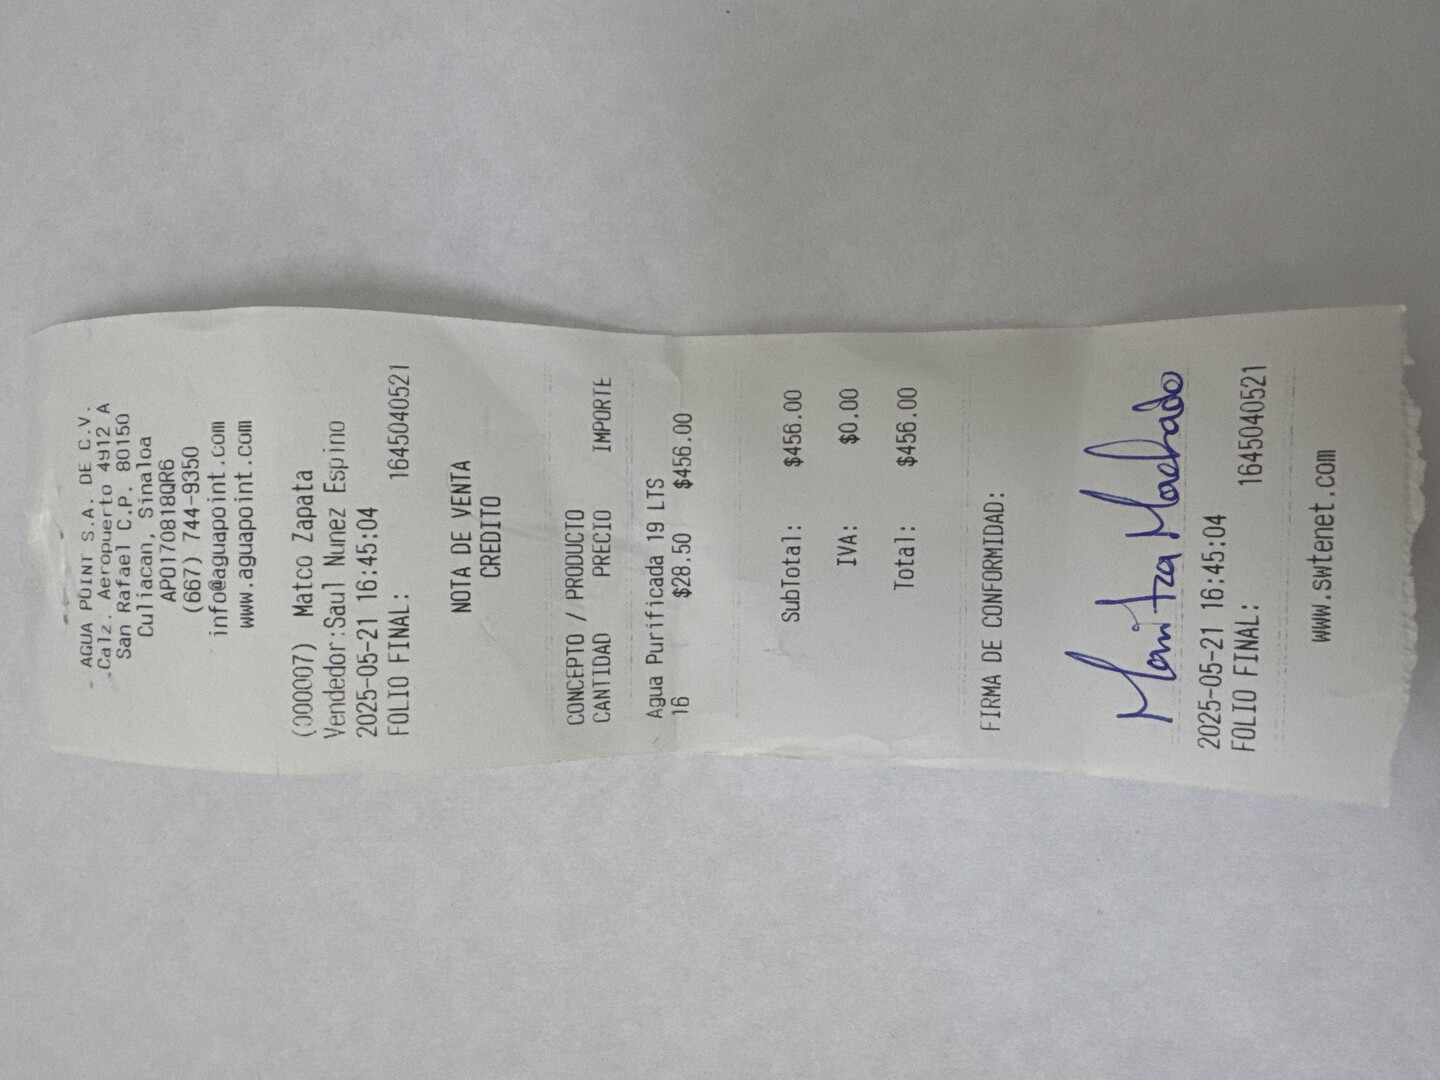 AGUA POINT S.A. DE C.V.
Calz. Aeropuerto 4912 A
San Rafael C.P. 80150
Culiacan, Sinaloa
APO170818QR6
(667) 744-9350
info@aguapoint.com
www.aguapoint.com
(000007) Matco Zapata
Vendedor:Saul Nunez Espino
2025-05-21 16:45:04
FOLIO FINAL: 1645040521
NOTA DE VENTA
CREDITO
CONCEPTO / PRODUCTO
CANTIDAD PRECIO IMPORTE
Agua Purificada 19 LTS
16 $28.50 $456.00
SubTotal: $456.00
IVA: $0.00
Total: $456.00
FIRMA DE CONFORMIDAD:
Maritza Machado
2025-05-21 16:45:04
FOLIO FINAL: 1645040521
www.swtenet.com